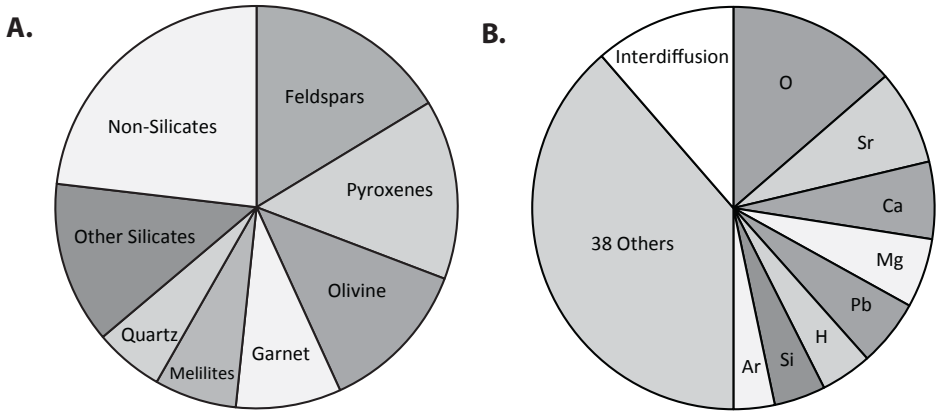 A.
Feldspars
Pyroxenes
Olivine
Garnet
Melilites
Quartz
Other Silicates
Non-Silicates
B.
O
Sr
Ca
Mg
Pb
H
Si
Ar
38 Others
Interdiffusion